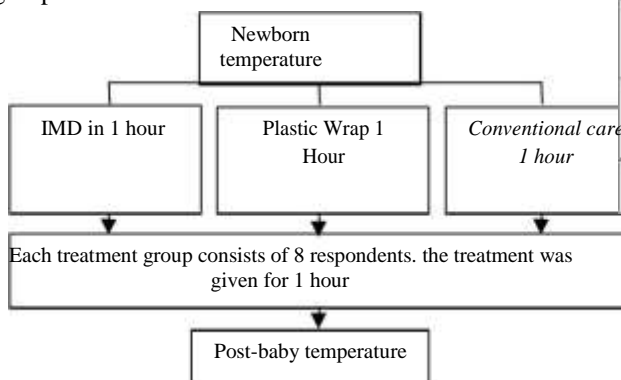 Newborn
temperature
IMD in 1 hour
Plastic Wrap 1
Hour
Conventional care
1 hour
Each treatment group consists of 8 respondents. the treatment was
given for 1 hour
Post-baby temperature